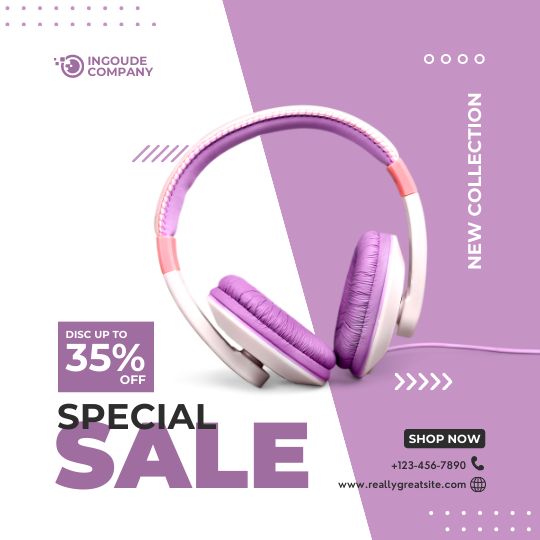 INGOUDE
COMPANY
NEW COLLECTION
DISC UP TO
35%
OFF
SPECIAL
SALE
SHOP NOW
+123-456-7890
www.reallygreatsite.com